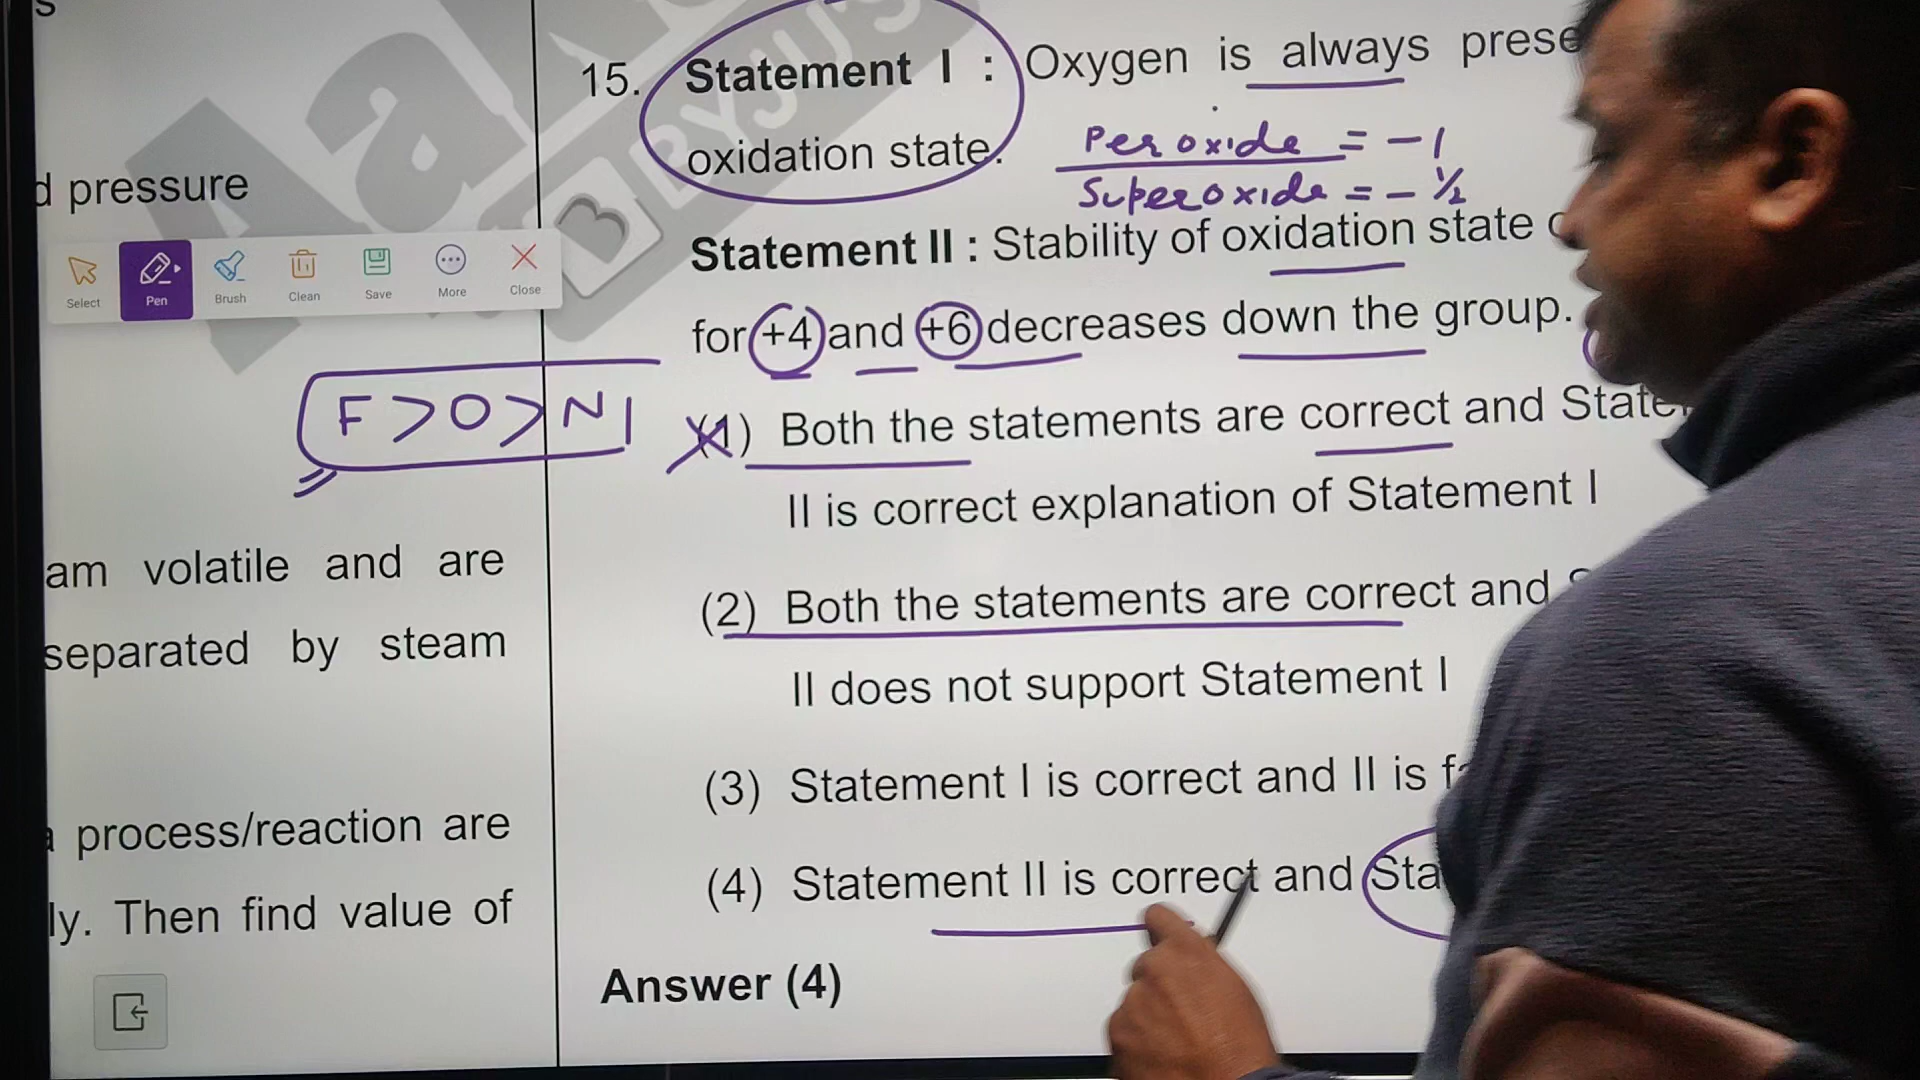 d pressure
Select Pen Brush Clean Save More Close
F > O > N
am volatile and are
separated by steam
process/reaction are
ly. Then find value of
15. Statement I : Oxygen is always
oxidation state.
Peroxide = -1
Superoxide = - 1/2
Statement II : Stability of oxidation state
for +4 and +6 decreases down the group.
(1) Both the statements are correct and
II is correct explanation of Statement I
(2) Both the statements are correct and
II does not support Statement I
(3) Statement I is correct and II is
(4) Statement II is correct and
Answer (4)
BYJU'S